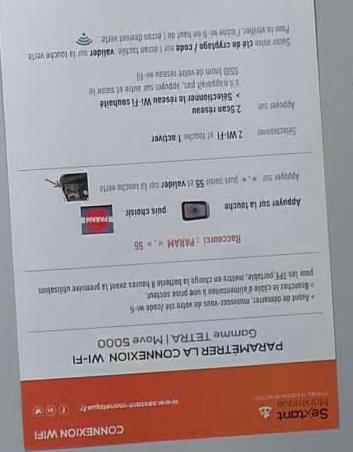 CONNEXION WIFI
Sextant
Monétique
www.sextant-monetique.fr
PARAMÉTRER LA CONNEXION WI-FI
Gamme TETRA | Move 5000
> Avant de démarrer, munissez-vous de votre clé /code wi-fi
> Branchez le câble d'alimentation à une prise secteur,
pour les TPE portable, mettre en charge la batterie 8 heures avant la première utilisation
Raccourci : PARAM « . » 55
Appuyer sur la touche puis choisir
PARAM
Appuyer sur « . » puis saisir 55 et valider sur la touche verte
Sélectionner 2 WI-FI et touche 1 activer
Appuyer sur 2 Scan réseau
> Sélectionner le réseau Wi-Fi souhaité
n'apparaît pas, appuyer sur autre et saisir le
SSID (nom de votre réseau wi-fi)
Saisir votre clé de cryptage / code sur l'écran tactile, valider sur la touche verte
Pour le vérifier, l'icône wi-fi en haut de l'écran devient verte